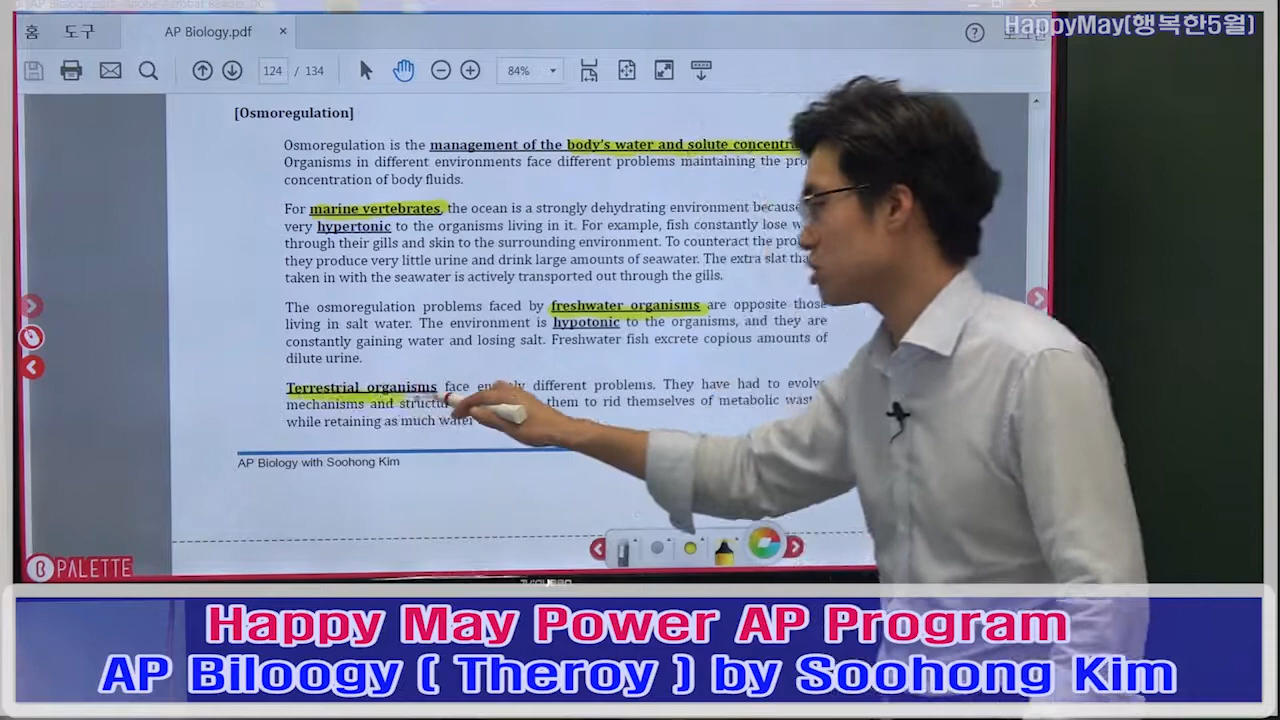 AP Biology.pdf - Adobe Acrobat Reader DC
홈 도구 AP Biology.pdf ×
HappyMay(행복한5월)
124 / 134 84%
[Osmoregulation]
Osmoregulation is the management of the body's water and solute
Organisms in different environments face different problems maintaining the
concentration of body fluids.
For marine vertebrates, the ocean is a strongly dehydrating environment because
very hypertonic to the organisms living in it. For example, fish constantly lose
through their gills and skin to the surrounding environment. To counteract the
they produce very little urine and drink large amounts of seawater. The extra slat
taken in with the seawater is actively transported out through the gills.
The osmoregulation problems faced by freshwater organisms are opposite those
living in salt water. The environment is hypotonic to the organisms, and they are
constantly gaining water and losing salt. Freshwater fish excrete copious amounts of
dilute urine.
Terrestrial organisms face different problems. They have had to evolve
mechanisms and them to rid themselves of metabolic
while retaining as much water
AP Biology with Soohong Kim
B PALETTE
Happy May Power AP Program
AP Biloogy ( Theroy ) by Soohong Kim